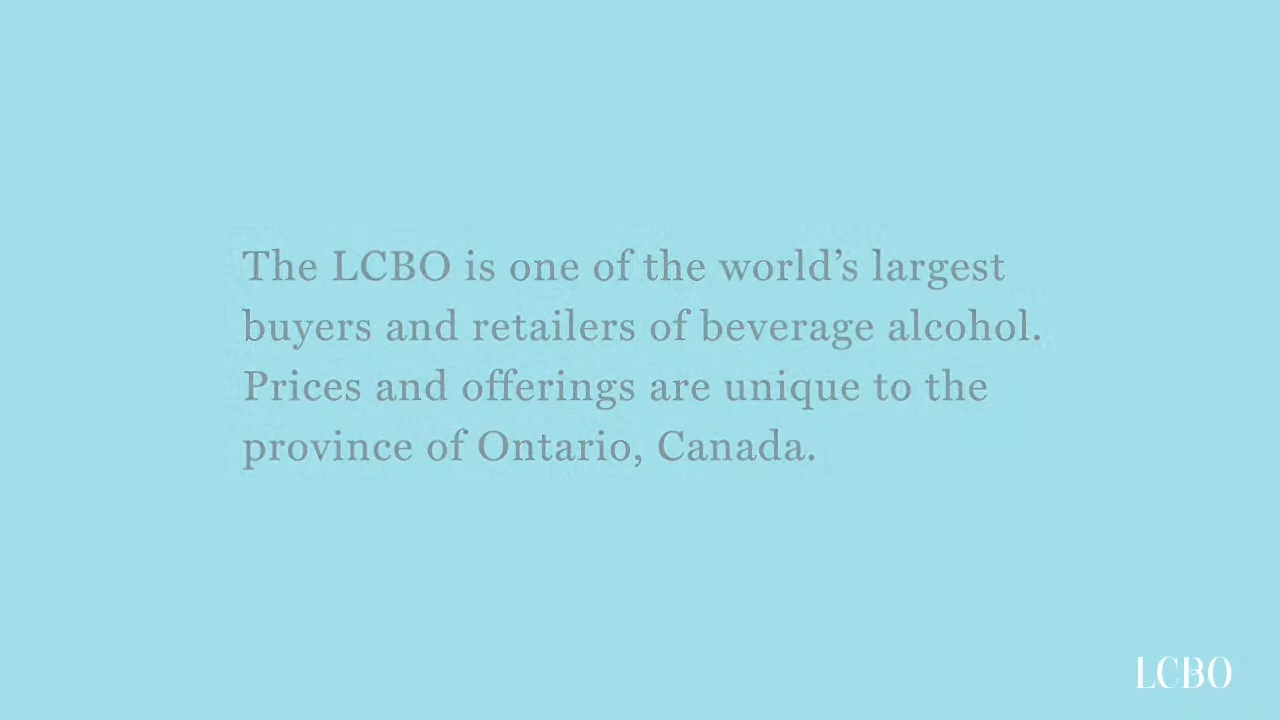 The LCBO is one of the world’s largest
buyers and retailers of beverage alcohol.
Prices and offerings are unique to the
province of Ontario, Canada.
LCBO